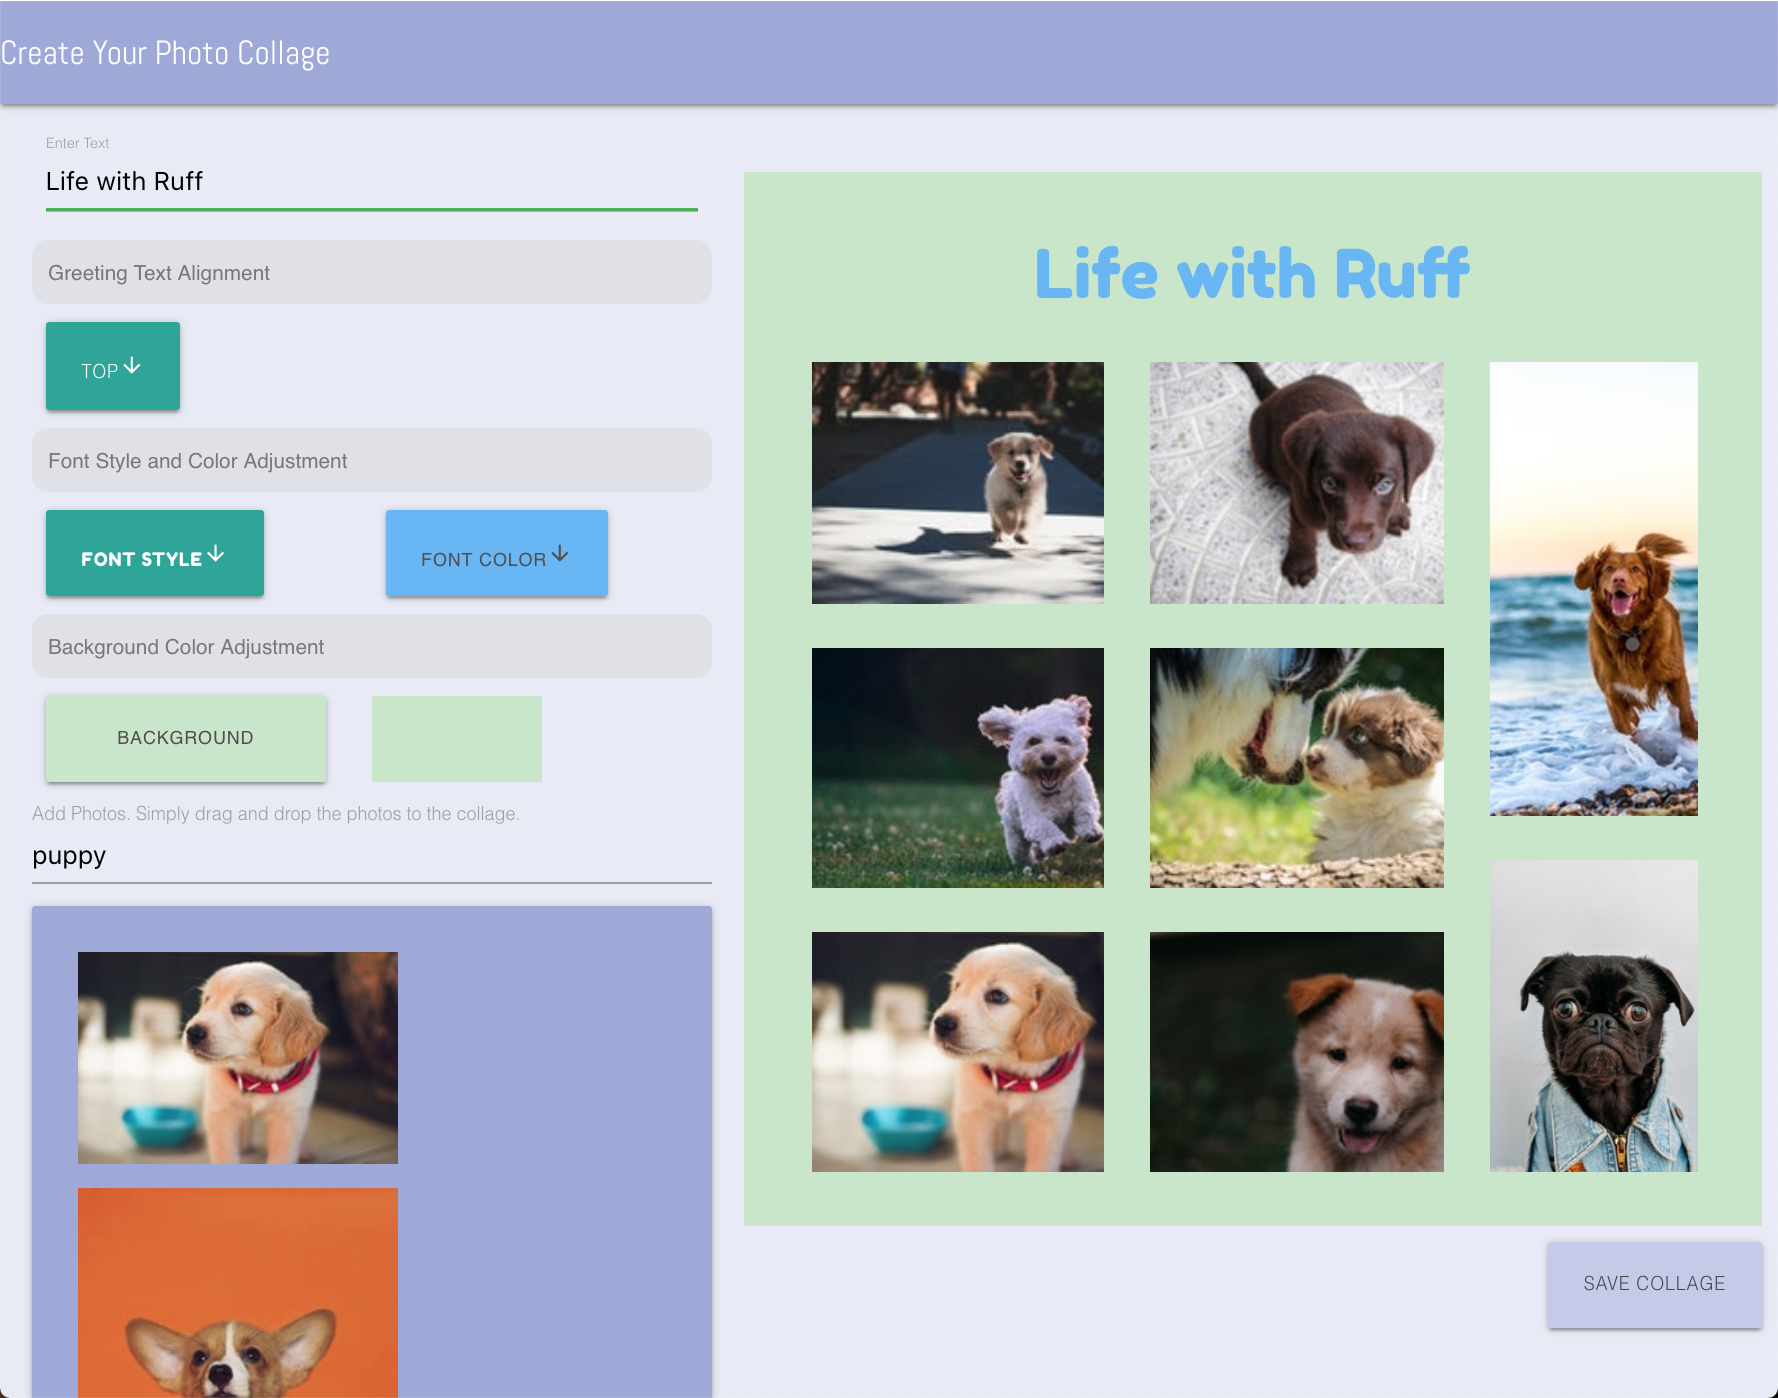 Create Your Photo Collage
Enter Text
Life with Ruff
Greeting Text Alignment
TOP
Font Style and Color Adjustment
FONT STYLE
FONT COLOR
Background Color Adjustment
BACKGROUND
Add Photos. Simply drag and drop the photos to the collage.
puppy
Life with Ruff
SAVE COLLAGE